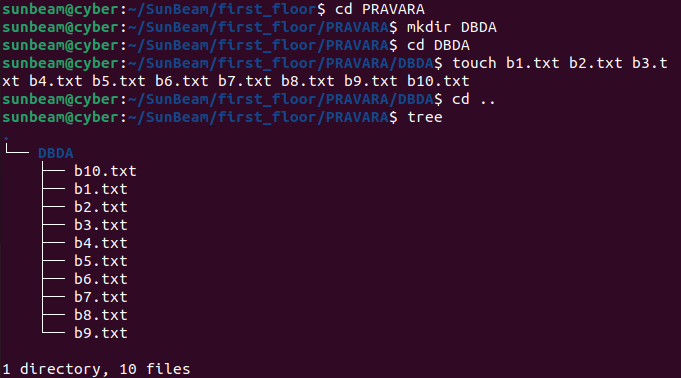 sunbeam@cyber:~/SunBeam/first_floor$ cd PRAVARA
sunbeam@cyber:~/SunBeam/first_floor/PRAVARA$ mkdir DBDA
sunbeam@cyber:~/SunBeam/first_floor/PRAVARA$ cd DBDA
sunbeam@cyber:~/SunBeam/first_floor/PRAVARA/DBDA$ touch b1.txt b2.txt b3.t
xt b4.txt b5.txt b6.txt b7.txt b8.txt b9.txt b10.txt
sunbeam@cyber:~/SunBeam/first_floor/PRAVARA/DBDA$ cd ..
sunbeam@cyber:~/SunBeam/first_floor/PRAVARA$ tree
.
└── DBDA
    ├── b10.txt
    ├── b1.txt
    ├── b2.txt
    ├── b3.txt
    ├── b4.txt
    ├── b5.txt
    ├── b6.txt
    ├── b7.txt
    ├── b8.txt
    └── b9.txt
1 directory, 10 files